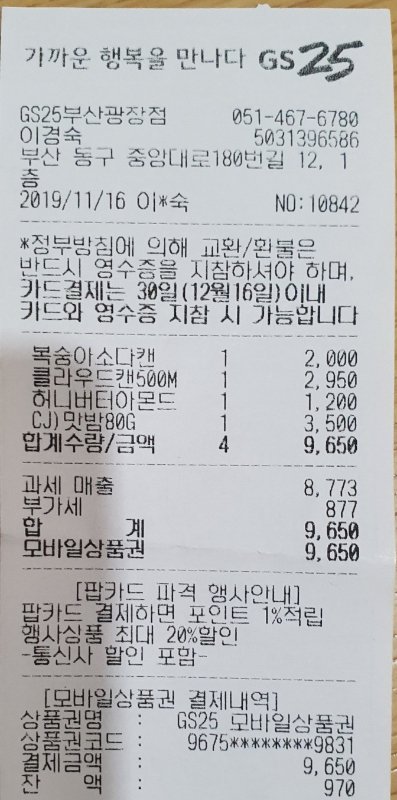 가까운 행복을 만나다 GS25
GS25부산광장점 051-467-6780
이경숙 5031396586
부산 동구 중앙대로180번길 12, 1
층
2019/11/16 이*숙 NO:10842
*정부방침에 의해 교환/환불은
반드시 영수증을 지참하셔야 하며,
카드결제는 30일(12월16일)이내
카드와 영수증 지참 시 가능합니다
복숭아소다캔 1 2,000
클라우드캔500M 1 2,950
허니버터아몬드 1 1,200
CJ)맛밤80G 1 3,500
합계수량/금액 4 9,650
과세 매출 8,773
부가세 877
합 계 9,650
모바일상품권 9,650
[팝카드 파격 행사안내]
팝카드 결제하면 포인트 1%적립
행사상품 최대 20%할인
-통신사 할인 포함-
[모바일상품권 결제내역]
상품권명 : GS25 모바일상품권
상품권코드 : 9675********9831
결제금액 : 9,650
잔 액 : 970